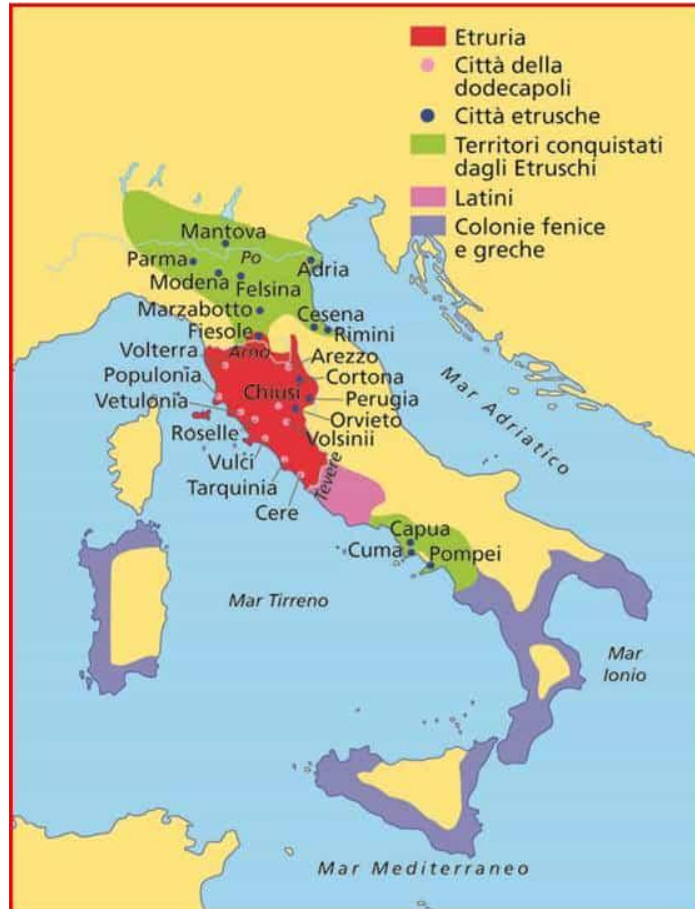 Etruria
Città della
dodecapoli
Città etrusche
Territori conquistati
dagli Etruschi
Latini
Colonie fenice
e greche
Mantova
Parma
Po
Adria
Modena
Felsina
Marzabotto
Cesena
Fiesole
Rimini
Volterra
Arno
Arezzo
Populonia
Cortona
Chiusi
Vetulonia
Perugia
Orvieto
Roselle
Volsinii
Vulci
Tarquinia
Tevere
Cere
Mar Adriatico
Capua
Cuma
Pompei
Mar Tirreno
Mar
Ionio
Mar Mediterraneo